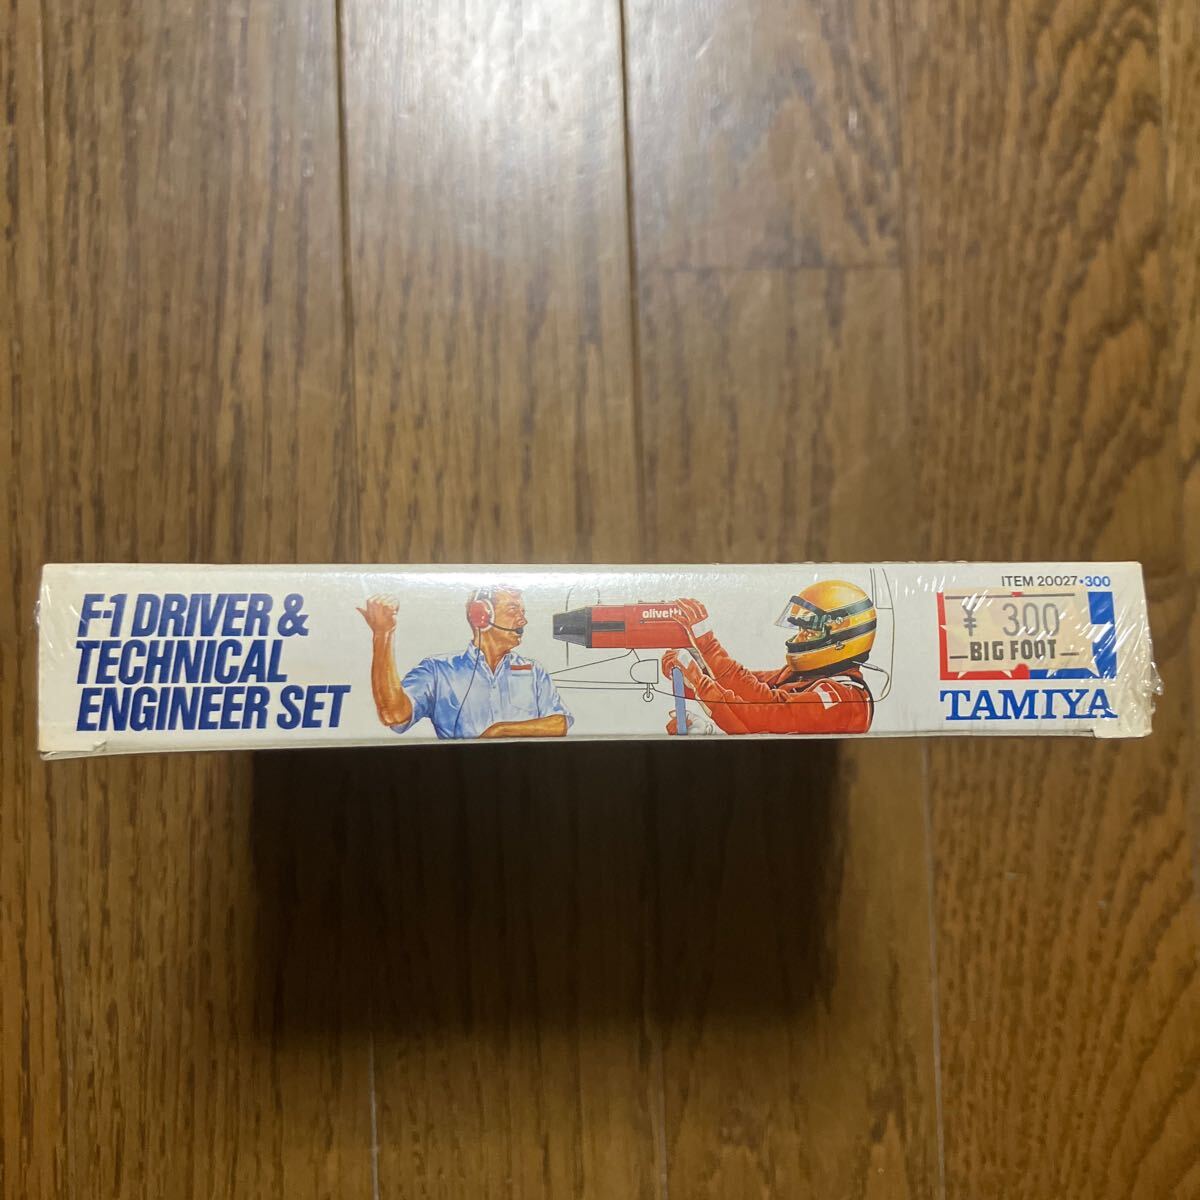 F-1 DRIVER &
TECHNICAL
ENGINEER SET
olivetti
ITEM 20027•300
¥ 300
BIG FOOT
TAMIYA